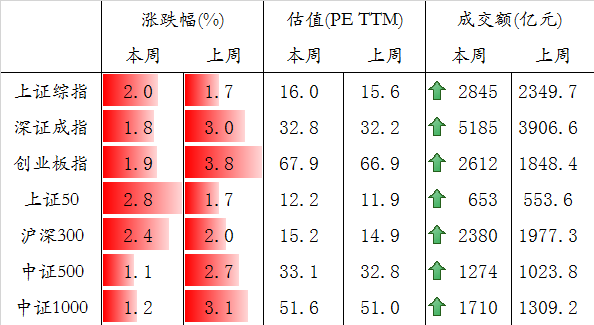 涨跌幅(%) 估值(PE TTM) 成交额(亿元)
本周 上周 本周 上周 本周 上周
上证综指 2.0 1.7 16.0 15.6 2845 2349.7
深证成指 1.8 3.0 32.8 32.2 5185 3906.6
创业板指 1.9 3.8 67.9 66.9 2612 1848.4
上证50 2.8 1.7 12.2 11.9 653 553.6
沪深300 2.4 2.0 15.2 14.9 2380 1977.3
中证500 1.1 2.7 33.1 32.8 1274 1023.8
中证1000 1.2 3.1 51.6 51.0 1710 1309.2